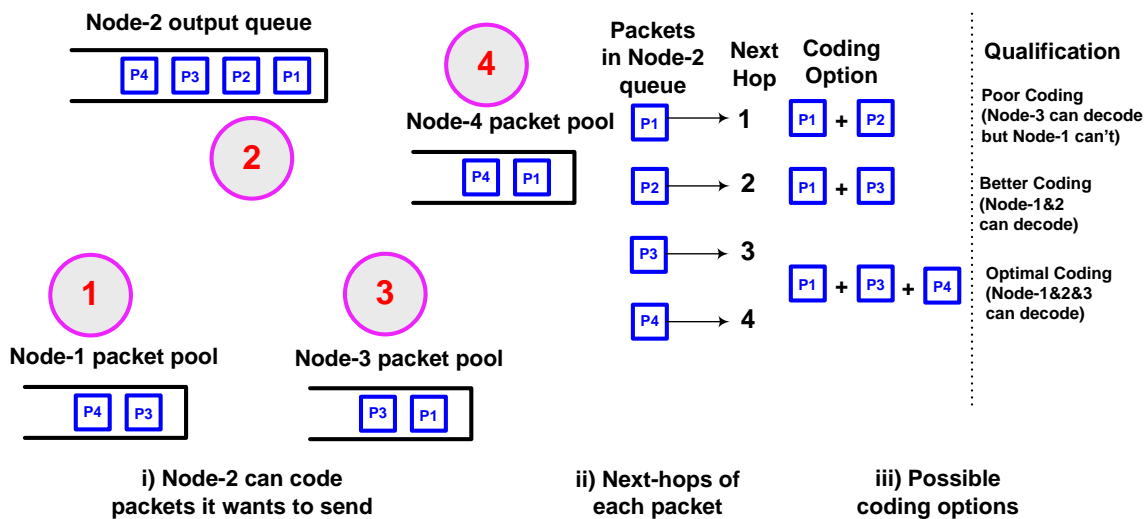 Node-2 output queue
P4 P3 P2 P1
2
4
Node-4 packet pool
P4 P1
1
Node-1 packet pool
P4 P3
3
Node-3 packet pool
P3 P1
i) Node-2 can code
packets it wants to send
Packets
in Node-2
queue
Next
Hop
P1 1
P2 2
P3 3
P4 4
ii) Next-hops of
each packet
Coding
Option
P1 + P2
P1 + P3
P1 + P3 + P4
Qualification
Poor Coding
(Node-3 can decode
but Node-1 can't)
Better Coding
(Node-1&2
can decode)
Optimal Coding
(Node-1&2&3
can decode)
iii) Possible
coding options